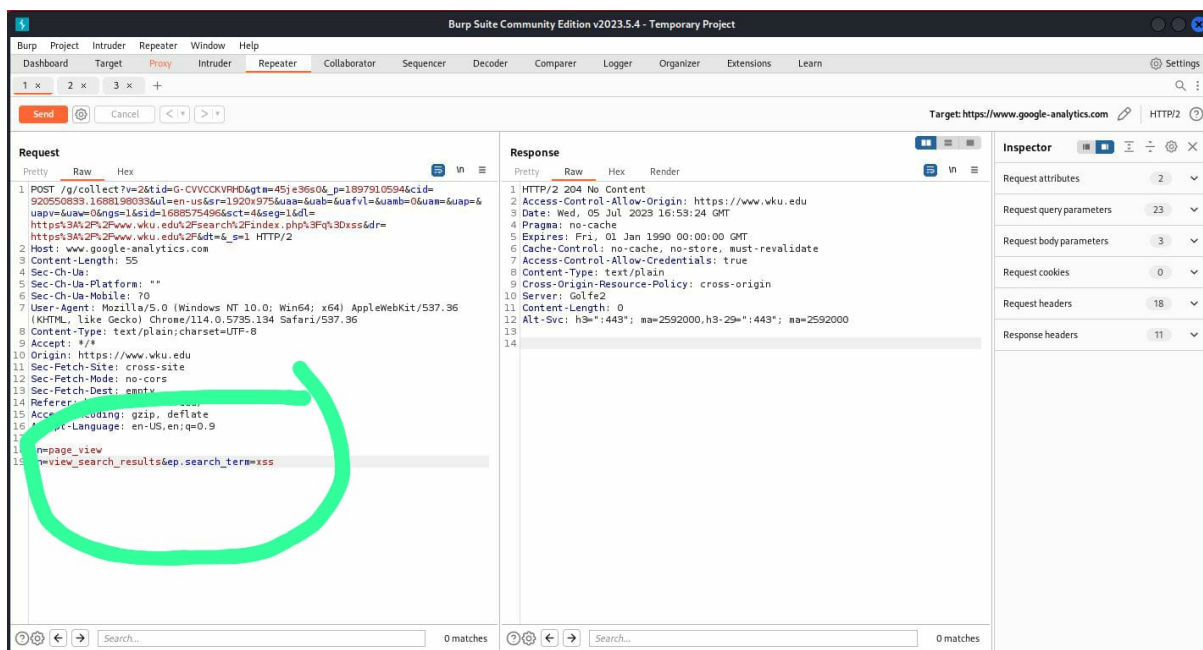 Burp Suite Community Edition v2023.5.4 - Temporary Project
Burp Project Intruder Repeater Window Help
Dashboard Target Proxy Intruder Repeater Collaborator Sequencer Decoder Comparer Logger Organizer Extensions Learn Settings
1 × 2 × 3 × +
Send Cancel < > Target: https://www.google-analytics.com HTTP/2
Request
Pretty Raw Hex \n
1 POST /g/collect?v=2&tid=G-CVVCCKVRHD&gtm=45je36s0&_p=1897910594&cid=
920550833.1688198033&ul=en-us&sr=1920x975&uaa=&uab=&uafvl=&uamb=0&uam=&uap=&
uapv=&uaw=0&ngs=1&sid=1688575496&sct=4&seg=1&dl=
https%3A%2F%2Fwww.wku.edu%2Fsearch%2Findex.php%3Fq%3Dxss&dr=
https%3A%2F%2Fwww.wku.edu%2F&dt=&_s=1 HTTP/2
2 Host: www.google-analytics.com
3 Content-Length: 55
4 Sec-Ch-Ua:
5 Sec-Ch-Ua-Platform: ""
6 Sec-Ch-Ua-Mobile: ?0
7 User-Agent: Mozilla/5.0 (Windows NT 10.0; Win64; x64) AppleWebKit/537.36
(KHTML, like Gecko) Chrome/114.0.5735.134 Safari/537.36
8 Content-Type: text/plain;charset=UTF-8
9 Accept: */*
10 Origin: https://www.wku.edu
11 Sec-Fetch-Site: cross-site
12 Sec-Fetch-Mode: no-cors
13 Sec-Fetch-Dest: empty
14 Referer:
15 gzip, deflate
16 en-US,en;q=0.9
17
18 =page_view
19 =view_search_results&ep.search_term=xss
Search... 0 matches
Response
Pretty Raw Hex Render \n
1 HTTP/2 204 No Content
2 Access-Control-Allow-Origin: https://www.wku.edu
3 Date: Wed, 05 Jul 2023 16:53:24 GMT
4 Pragma: no-cache
5 Expires: Fri, 01 Jan 1990 00:00:00 GMT
6 Cache-Control: no-cache, no-store, must-revalidate
7 Access-Control-Allow-Credentials: true
8 Content-Type: text/plain
9 Cross-Origin-Resource-Policy: cross-origin
10 Server: Golfe2
11 Content-Length: 0
12 Alt-Svc: h3=":443"; ma=2592000,h3-29=":443"; ma=2592000
13
14
Search... 0 matches
Inspector
Request attributes 2
Request query parameters 23
Request body parameters 3
Request cookies 0
Request headers 18
Response headers 11